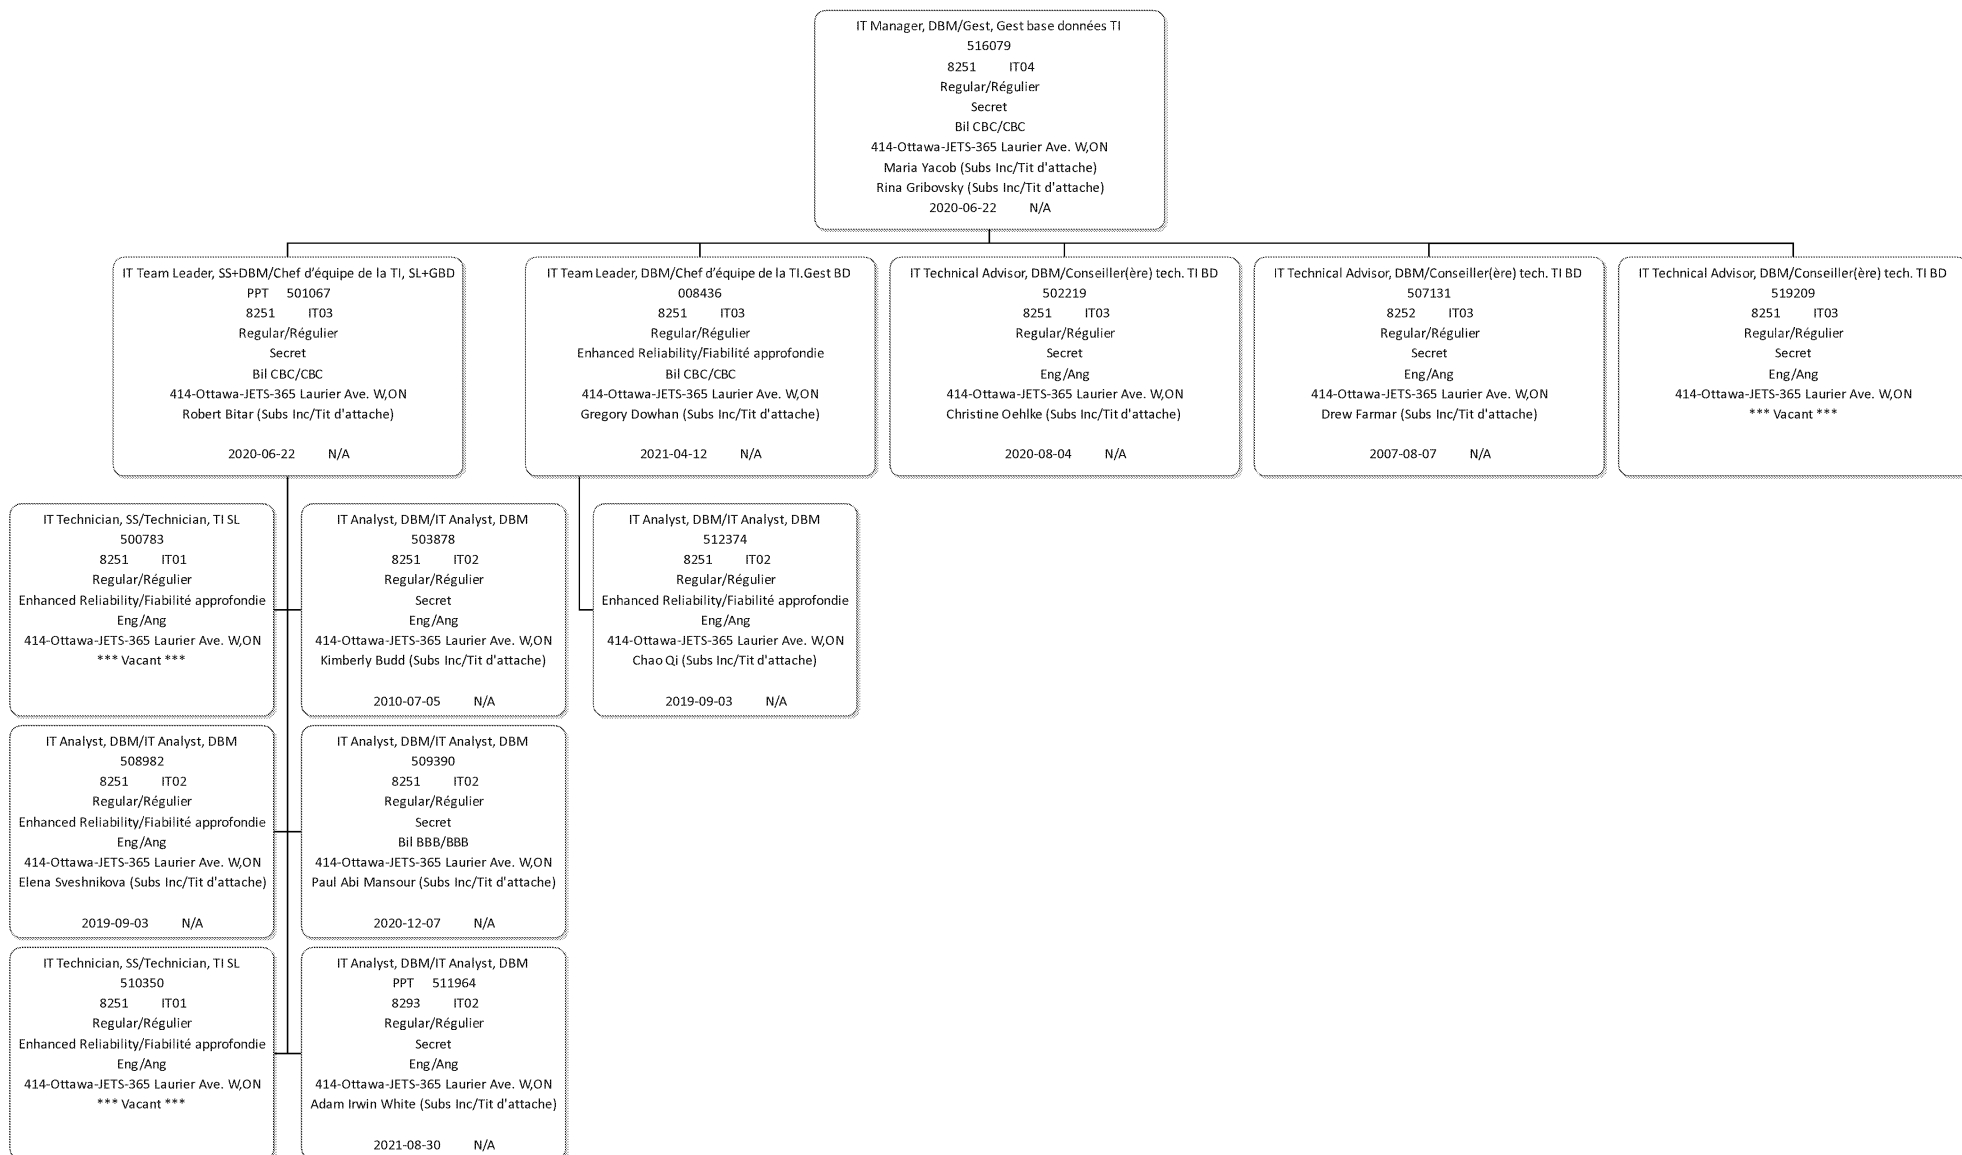 IT Manager, DBM/Gest, Gest base données TI
516079
8251 IT04
Regular/Régulier
Secret
Bil CBC/CBC
414-Ottawa-JETS-365 Laurier Ave. W,ON
Maria Yacob (Subs Inc/Tit d'attache)
Rina Gribovsky (Subs Inc/Tit d'attache)
2020-06-22 N/A
IT Team Leader, SS+DBM/Chef d’équipe de la TI, SL+GBD
PPT 501067
8251 IT03
Regular/Régulier
Secret
Bil CBC/CBC
414-Ottawa-JETS-365 Laurier Ave. W,ON
Robert Bitar (Subs Inc/Tit d'attache)
2020-06-22 N/A
IT Team Leader, DBM/Chef d’équipe de la TI.Gest BD
008436
8251 IT03
Regular/Régulier
Enhanced Reliability/Fiabilité approfondie
Bil CBC/CBC
414-Ottawa-JETS-365 Laurier Ave. W,ON
Gregory Dowhan (Subs Inc/Tit d'attache)
2021-04-12 N/A
IT Technical Advisor, DBM/Conseiller(ère) tech. TI BD
502219
8251 IT03
Regular/Régulier
Secret
Eng/Ang
414-Ottawa-JETS-365 Laurier Ave. W,ON
Christine Oehlke (Subs Inc/Tit d'attache)
2020-08-04 N/A
IT Technical Advisor, DBM/Conseiller(ère) tech. TI BD
507131
8252 IT03
Regular/Régulier
Secret
Eng/Ang
414-Ottawa-JETS-365 Laurier Ave. W,ON
Drew Farmar (Subs Inc/Tit d'attache)
2007-08-07 N/A
IT Technical Advisor, DBM/Conseiller(ère) tech. TI BD
519209
8251 IT03
Regular/Régulier
Secret
Eng/Ang
414-Ottawa-JETS-365 Laurier Ave. W,ON
*** Vacant ***
IT Technician, SS/Technician, TI SL
500783
8251 IT01
Regular/Régulier
Enhanced Reliability/Fiabilité approfondie
Eng/Ang
414-Ottawa-JETS-365 Laurier Ave. W,ON
*** Vacant ***
IT Analyst, DBM/IT Analyst, DBM
503878
8251 IT02
Regular/Régulier
Secret
Eng/Ang
414-Ottawa-JETS-365 Laurier Ave. W,ON
Kimberly Budd (Subs Inc/Tit d'attache)
2010-07-05 N/A
IT Analyst, DBM/IT Analyst, DBM
512374
8251 IT02
Regular/Régulier
Enhanced Reliability/Fiabilité approfondie
Eng/Ang
414-Ottawa-JETS-365 Laurier Ave. W,ON
Chao Qi (Subs Inc/Tit d'attache)
2019-09-03 N/A
IT Analyst, DBM/IT Analyst, DBM
508982
8251 IT02
Regular/Régulier
Enhanced Reliability/Fiabilité approfondie
Eng/Ang
414-Ottawa-JETS-365 Laurier Ave. W,ON
Elena Sveshnikova (Subs Inc/Tit d'attache)
2019-09-03 N/A
IT Analyst, DBM/IT Analyst, DBM
509390
8251 IT02
Regular/Régulier
Secret
Bil BBB/BBB
414-Ottawa-JETS-365 Laurier Ave. W,ON
Paul Abi Mansour (Subs Inc/Tit d'attache)
2020-12-07 N/A
IT Technician, SS/Technician, TI SL
510350
8251 IT01
Regular/Régulier
Enhanced Reliability/Fiabilité approfondie
Eng/Ang
414-Ottawa-JETS-365 Laurier Ave. W,ON
*** Vacant ***
IT Analyst, DBM/IT Analyst, DBM
PPT 511964
8293 IT02
Regular/Régulier
Secret
Eng/Ang
414-Ottawa-JETS-365 Laurier Ave. W,ON
Adam Irwin White (Subs Inc/Tit d'attache)
2021-08-30 N/A